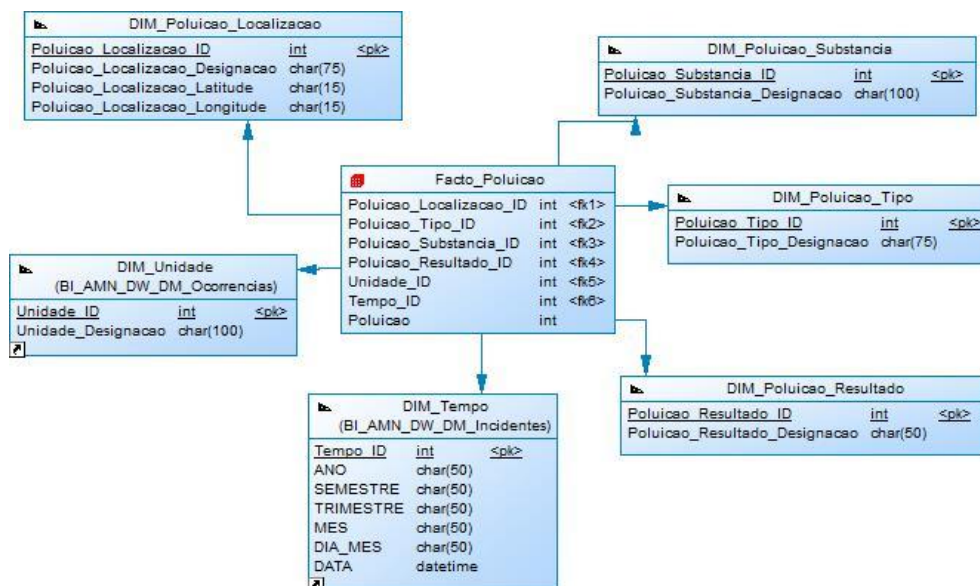 DIM_Poluicao_Localizacao
Poluicao_Localizacao_ID int <pk>
Poluicao_Localizacao_Designacao char(75)
Poluicao_Localizacao_Latitude char(15)
Poluicao_Localizacao_Longitude char(15)
DIM_Poluicao_Substancia
Poluicao_Substancia_ID int <pk>
Poluicao_Substancia_Designacao char(100)
Facto_Poluicao
Poluicao_Localizacao_ID int <fk1>
Poluicao_Tipo_ID int <fk2>
Poluicao_Substancia_ID int <fk3>
Poluicao_Resultado_ID int <fk4>
Unidade_ID int <fk5>
Tempo_ID int <fk6>
Poluicao int
DIM_Poluicao_Tipo
Poluicao_Tipo_ID int <pk>
Poluicao_Tipo_Designacao char(75)
DIM_Unidade
(BI_AMN_DW_DM_Ocorrencias)
Unidade_ID int <pk>
Unidade_Designacao char(100)
DIM_Tempo
(BI_AMN_DW_DM_Incidentes)
Tempo_ID int <pk>
ANO char(50)
SEMESTRE char(50)
TRIMESTRE char(50)
MES char(50)
DIA_MES char(50)
DATA datetime
DIM_Poluicao_Resultado
Poluicao_Resultado_ID int <pk>
Poluicao_Resultado_Designacao char(50)